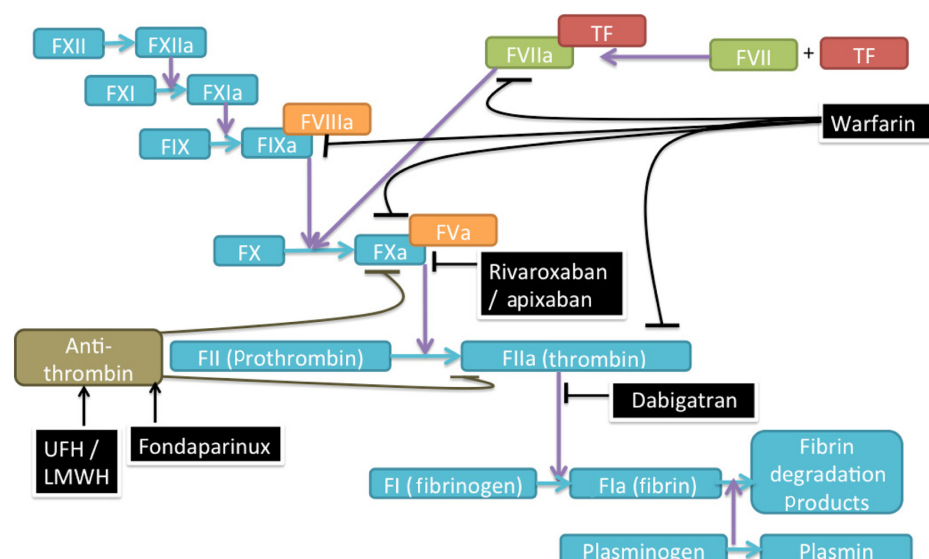 FXII
FXIIa
FXI
FXIa
FIX
FIXa
FVIIIa
FVIIa
TF
FVII
+
TF
Warfarin
FX
FXa
FVa
Rivaroxaban
/ apixaban
Anti-
thrombin
FII (Prothrombin)
FIIa (thrombin)
UFH /
LMWH
Fondaparinux
Dabigatran
FI ( fibrinogen)
FIa (fibrin)
Fibrin
degradation
products
Plasminogen
Plasmin